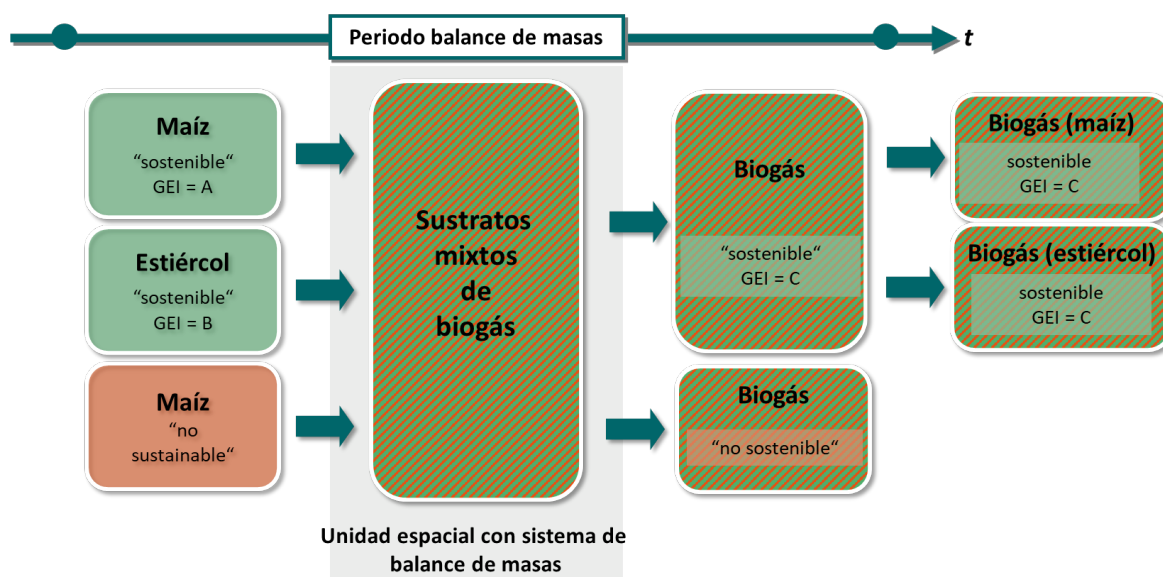 Periodo balance de masas
t
Maíz
“sostenible“
GEI = A
Estiércol
“sostenible“
GEI = B
Maíz
“no
sustainable“
Sustratos
mixtos
de
biogás
Biogás
“sostenible“
GEI = C
Biogás
“no sostenible“
Biogás (maíz)
sostenible
GEI = C
Biogás (estiércol)
sostenible
GEI = C
Unidad espacial con sistema de
balance de masas